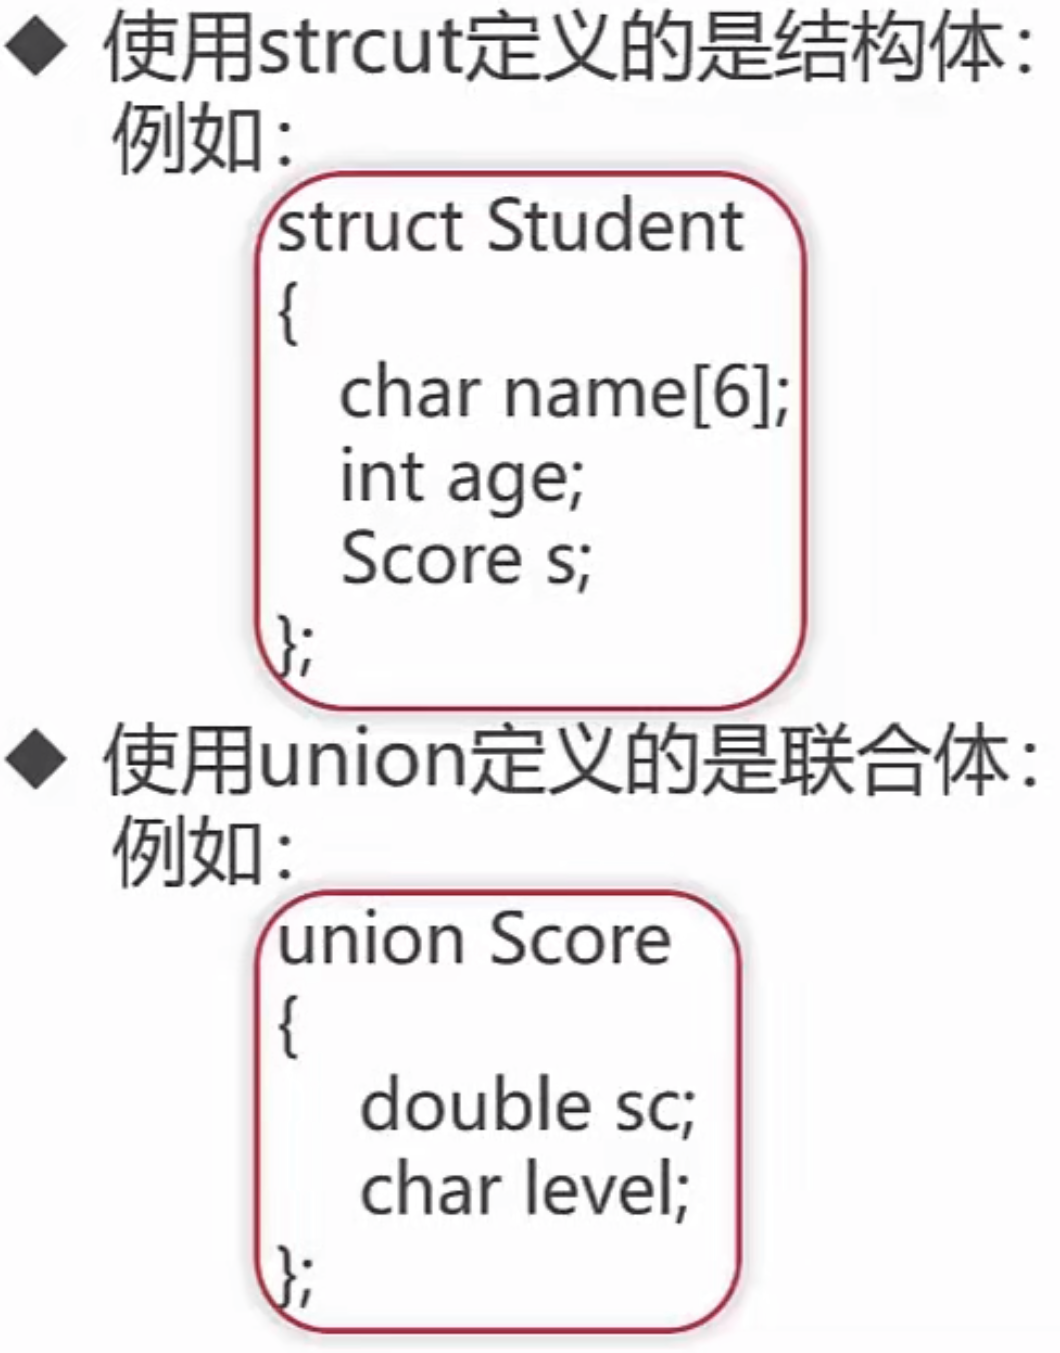 ◆ 使用strcut定义的是结构体：
例如：
struct Student
{
char name[6];
int age;
Score s;
};
◆ 使用union定义的是联合体：
例如：
union Score
{
double sc;
char level;
};